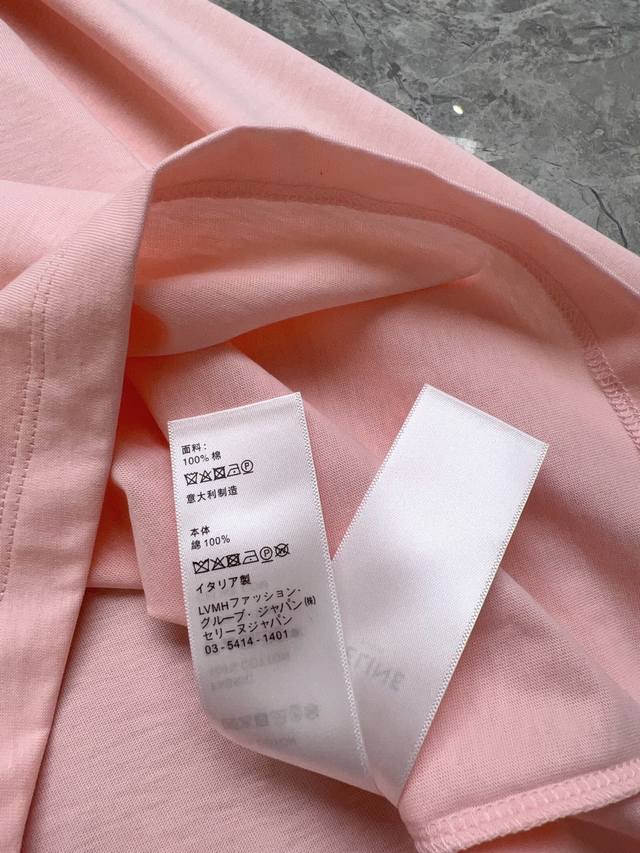 面料：
100% 棉
意大利制造
本体
綿 100%
イタリア製
LVMHファッション・
グループ・ジャパン㈱
セリーヌジャパン
03-5414-1401